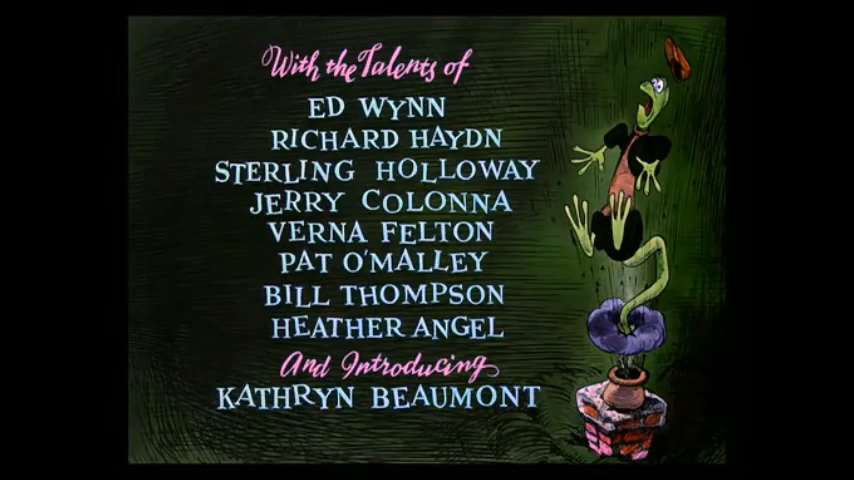 With the Talents of
ED WYNN
RICHARD HAYDN
STERLING HOLLOWAY
JERRY COLONNA
VERNA FELTON
PAT O'MALLEY
BILL THOMPSON
HEATHER ANGEL
And Introducing
KATHRYN BEAUMONT